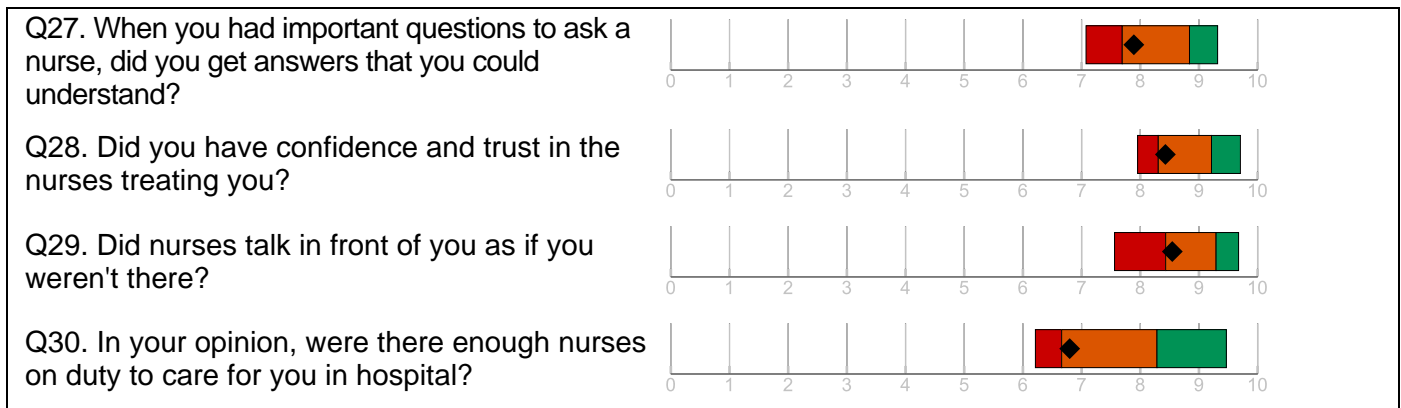 Q27. When you had important questions to ask a
nurse, did you get answers that you could
understand?
0 1 2 3 4 5 6 7 8 9 10
Q28. Did you have confidence and trust in the
nurses treating you?
0 1 2 3 4 5 6 7 8 9 10
Q29. Did nurses talk in front of you as if you
weren't there?
0 1 2 3 4 5 6 7 8 9 10
Q30. In your opinion, were there enough nurses
on duty to care for you in hospital?
0 1 2 3 4 5 6 7 8 9 10